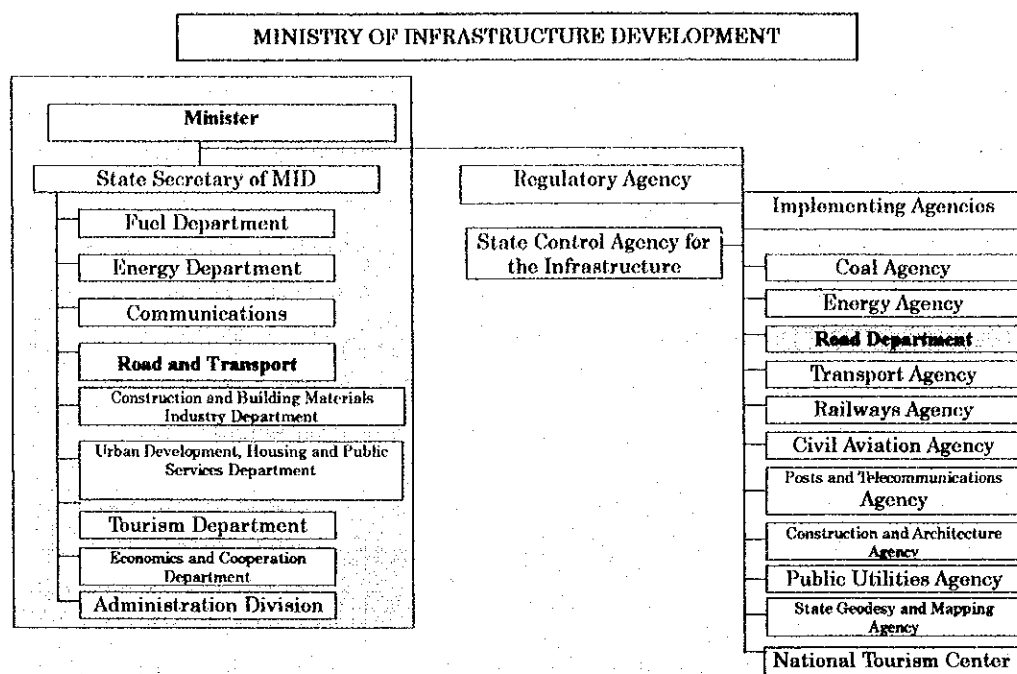 MINISTRY OF INFRASTRUCTURE DEVELOPMENT
Minister
State Secretary of MID
Fuel Department
Energy Department
Communications
Road and Transport
Construction and Building Materials
Industry Department
Urban Development, Housing and Public
Services Department
Tourism Department
Economics and Cooperation
Department
Administration Division
Regulatory Agency
State Control Agency for
the Infrastructure
Implementing Agencies
Coal Agency
Energy Agency
Road Department
Transport Agency
Railways Agency
Civil Aviation Agency
Posts and Telecommunications
Agency
Construction and Architecture
Agency
Public Utilities Agency
State Geodesy and Mapping
Agency
National Tourism Center